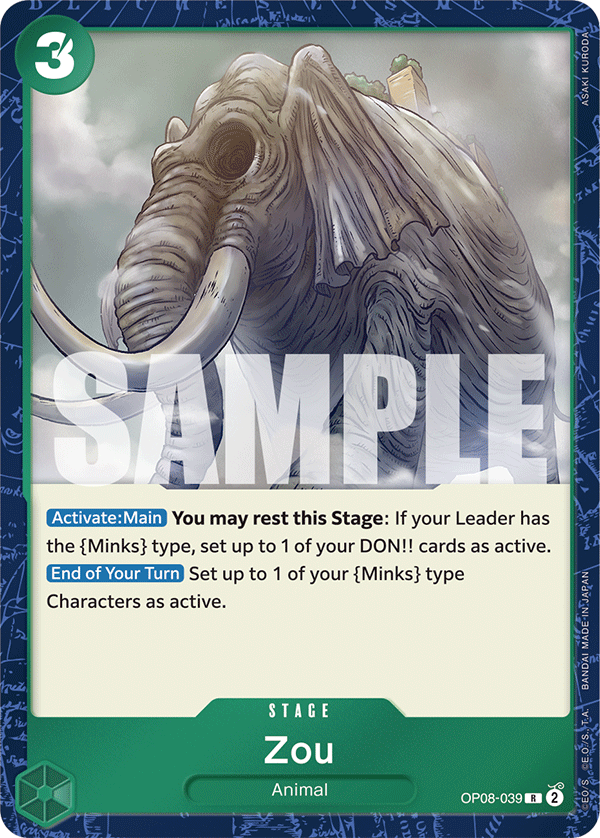 3
ASAKI KURODA
SAMPLE
Activate:Main You may rest this Stage: If your Leader has
the {Minks} type, set up to 1 of your DON!! cards as active.
End of Your Turn Set up to 1 of your {Minks} type
Characters as active.
STAGE
Zou
Animal
OP08-039 R 2
©E.O./S. ©E.O./S.,T.A. BANDAI MADE IN JAPAN